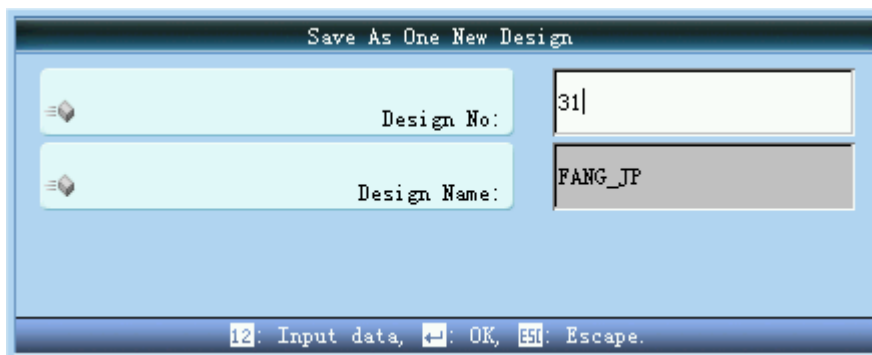 Save As One New Design
Design No: 31
Design Name: FANG_JP
12: Input data, ↵: OK, ESC: Escape.